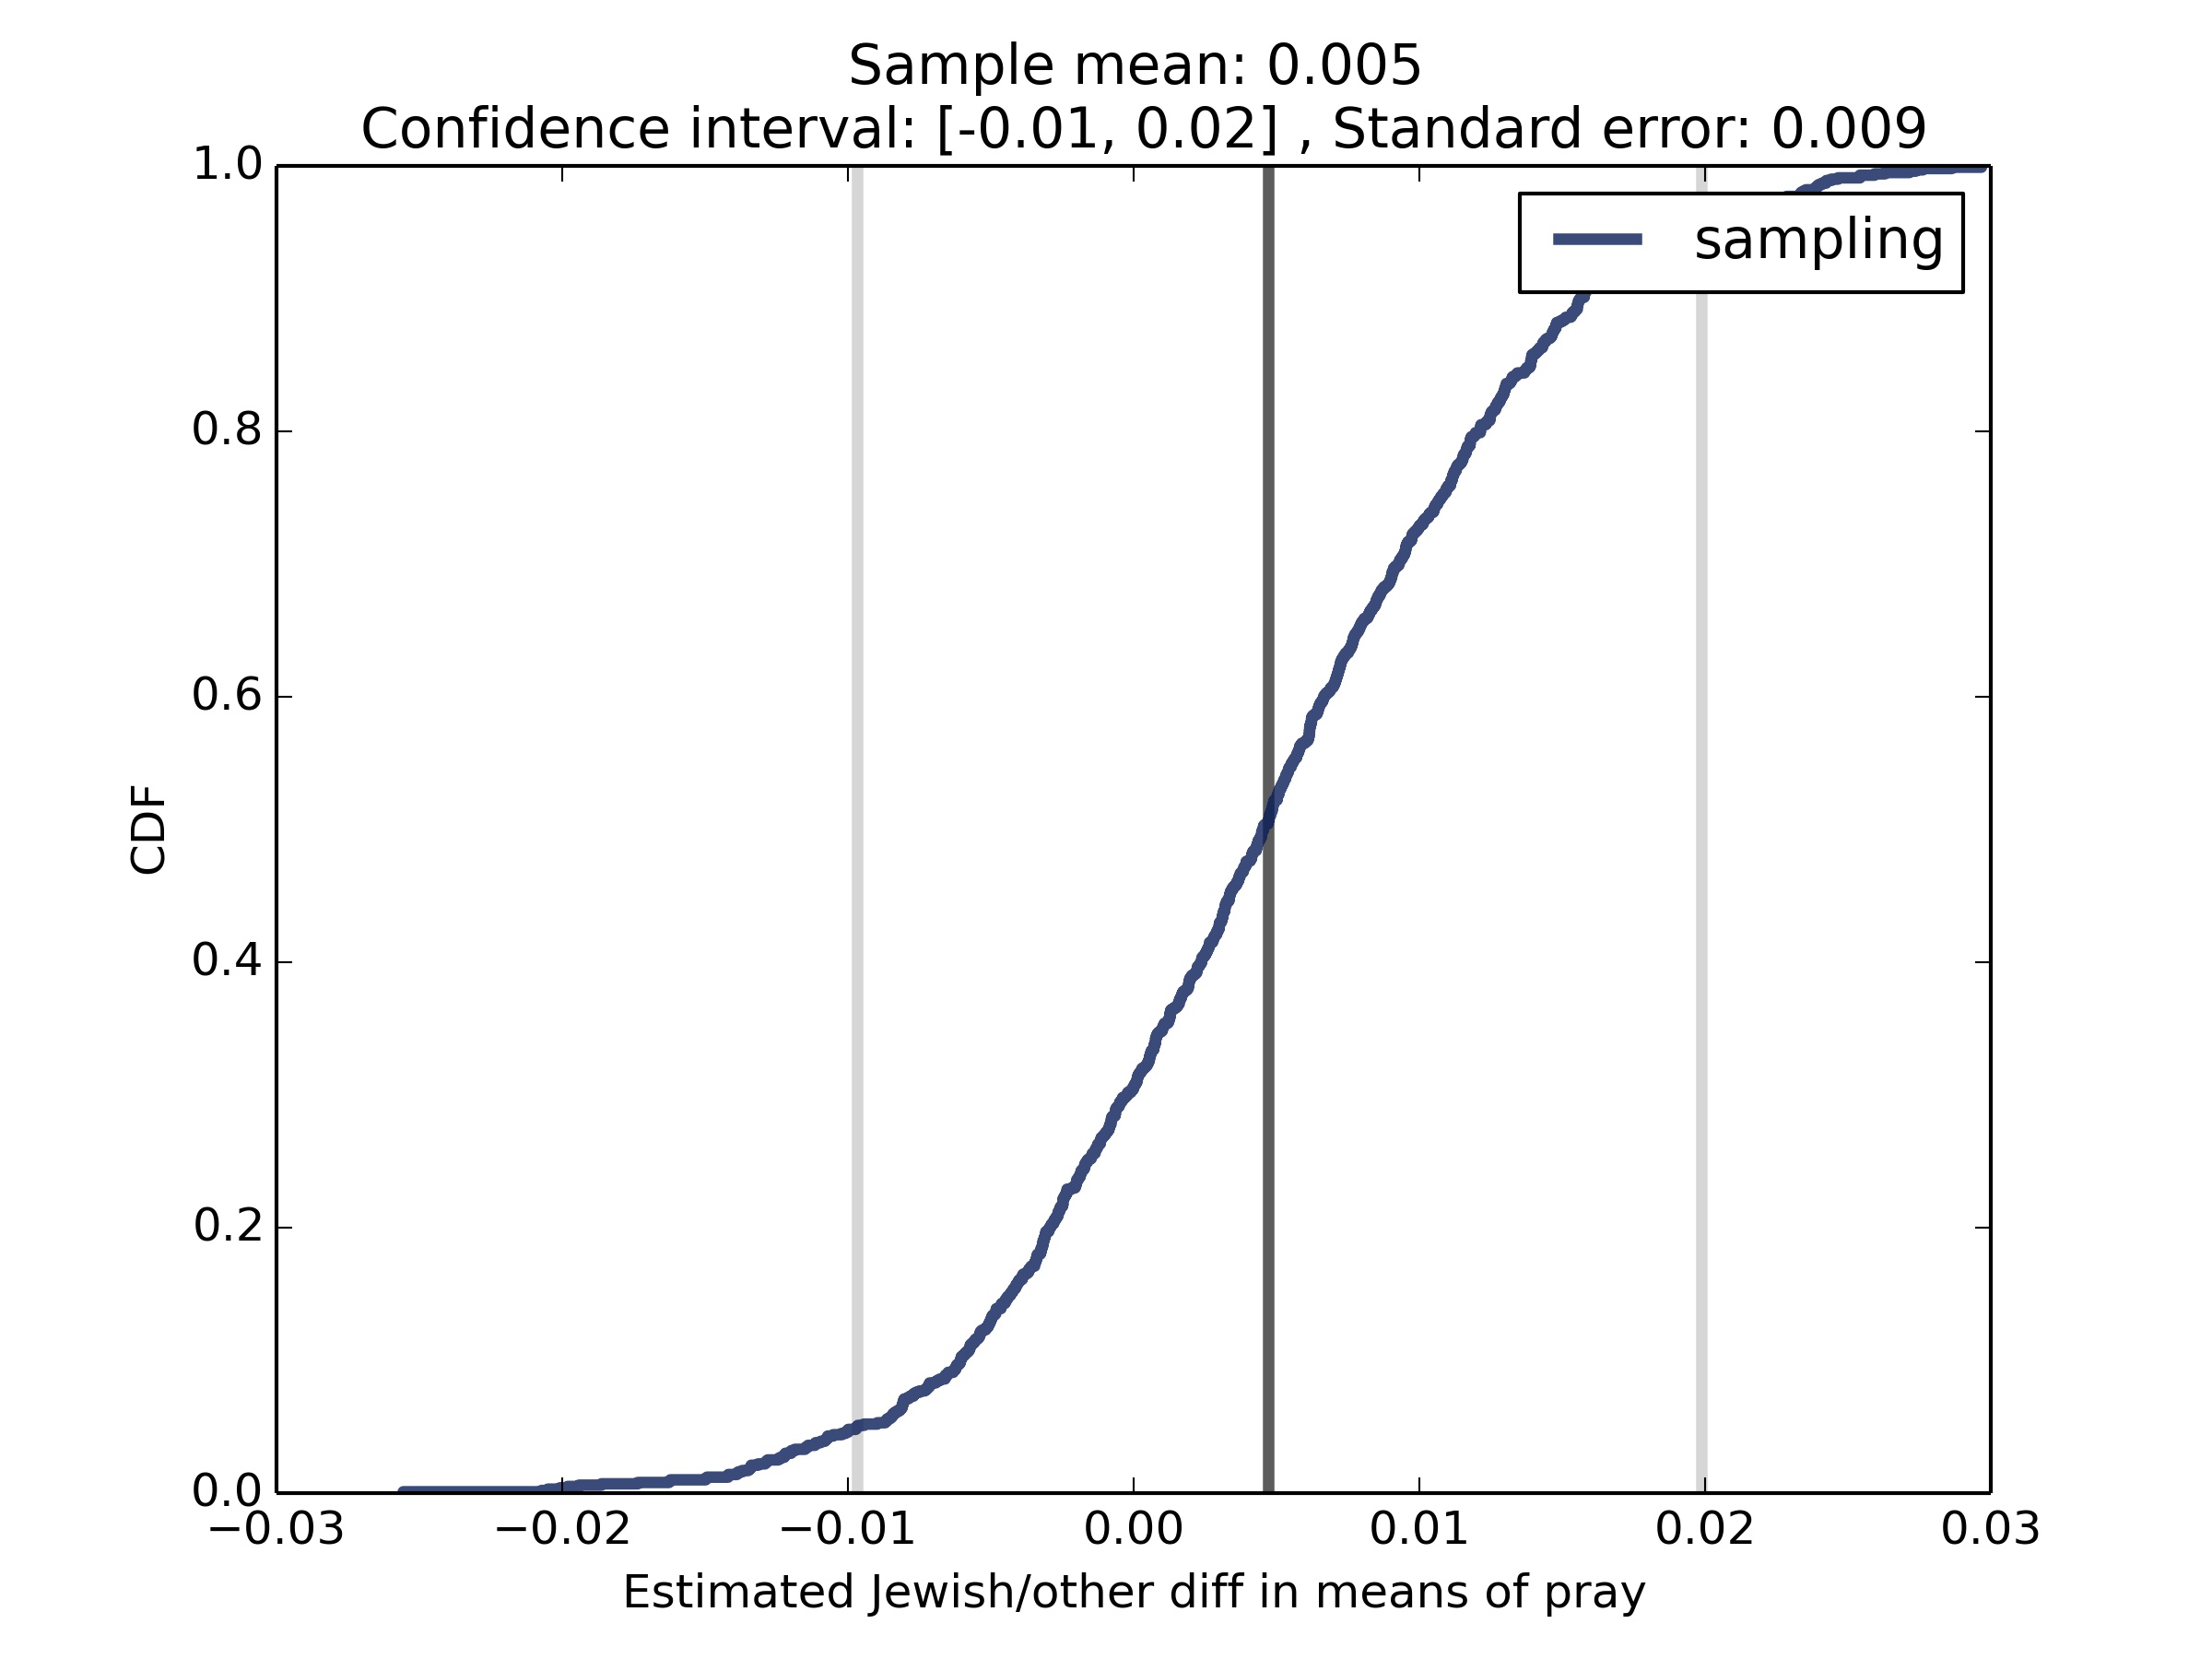 Sample mean: 0.005
Confidence interval: [-0.01, 0.02] , Standard error: 0.009
1.0
sampling
0.8
0.6
CDF
0.4
0.2
0.0
−0.03 −0.02 −0.01 0.00 0.01 0.02 0.03
Estimated Jewish/other diff in means of pray